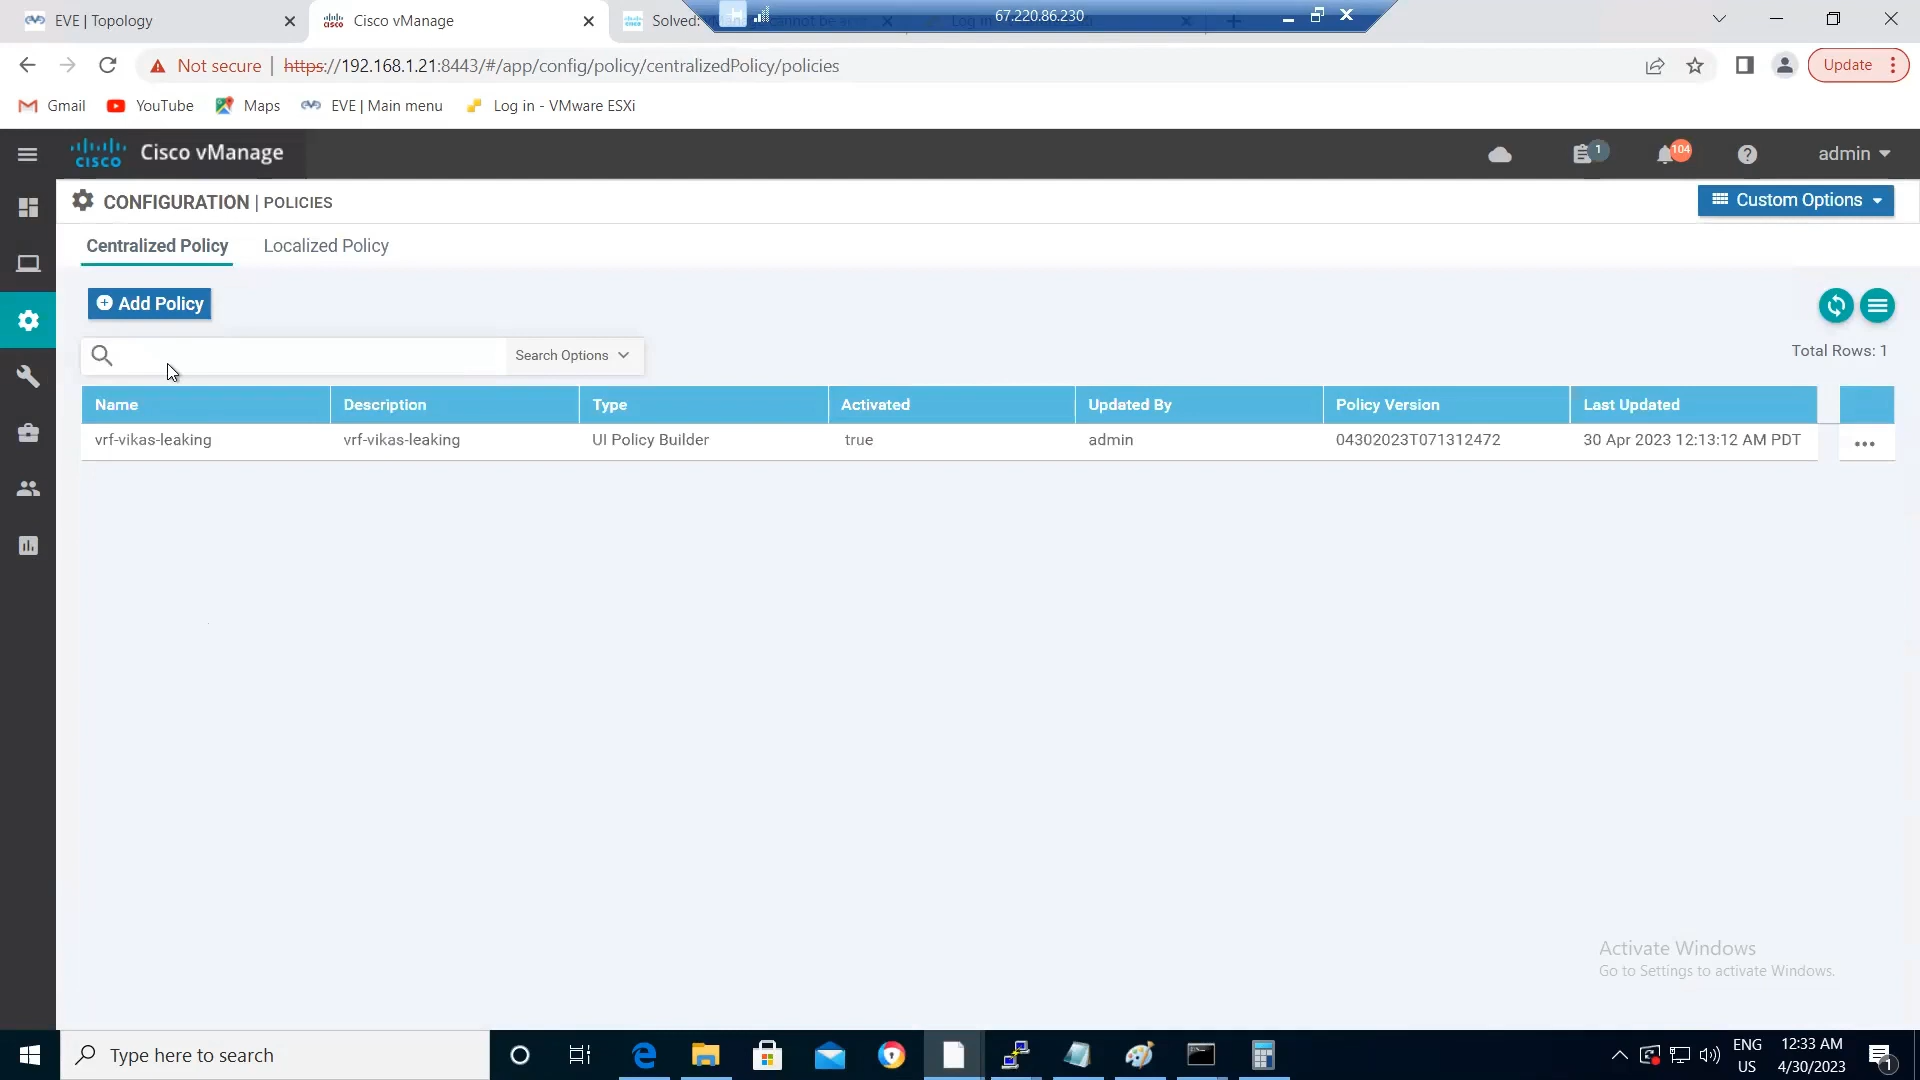 EVE | Topology
Cisco vManage
Solved:
67.220.86.230
Not secure | https://192.168.1.21:8443/#/app/config/policy/centralizedPolicy/policies
Update
Gmail
YouTube
Maps
EVE | Main menu
Log in - VMware ESXi
cisco
Cisco vManage
1
104
admin
CONFIGURATION | POLICIES
Custom Options
Centralized Policy
Localized Policy
Add Policy
Search Options
Total Rows: 1
Name Description Type Activated Updated By Policy Version Last Updated
vrf-vikas-leaking vrf-vikas-leaking UI Policy Builder true admin 04302023T071312472 30 Apr 2023 12:13:12 AM PDT
Activate Windows
Go to Settings to activate Windows.
Type here to search
ENG
US
12:33 AM
4/30/2023
1